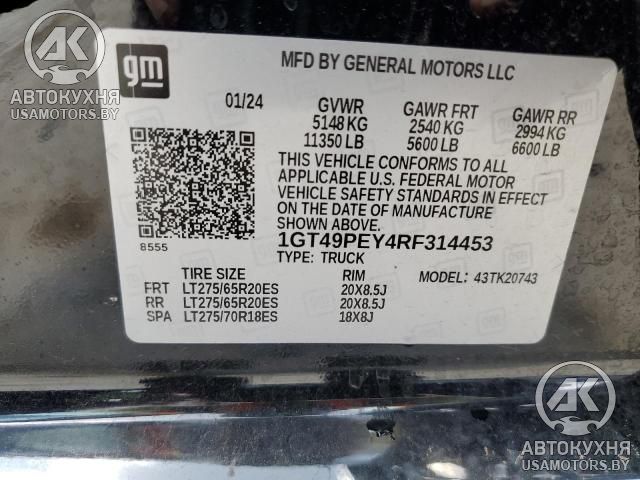 AK
АВТОКУХНЯ
USAMOTORS.BY
gm
MFD BY GENERAL MOTORS LLC
01/24
GVWR
5148 KG
11350 LB
GAWR FRT
2540 KG
5600 LB
GAWR RR
2994 KG
6600 LB
THIS VEHICLE CONFORMS TO ALL
APPLICABLE U.S. FEDERAL MOTOR
VEHICLE SAFETY STANDARDS IN EFFECT
ON THE DATE OF MANUFACTURE
SHOWN ABOVE.
8555
1GT49PEY4RF314453
TYPE: TRUCK
MODEL: 43TK20743
TIRE SIZE RIM
FRT LT275/65R20ES 20X8.5J
RR LT275/65R20ES 20X8.5J
SPA LT275/70R18ES 18X8J
AK
АВТОКУХНЯ
USAMOTORS.BY